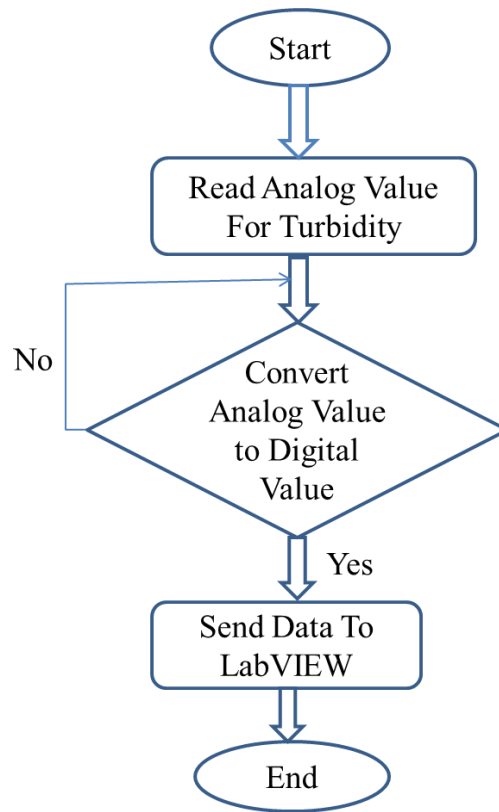 Start
Read Analog Value
For Turbidity
No
Convert
Analog Value
to Digital
Value
Yes
Send Data To
LabVIEW
End